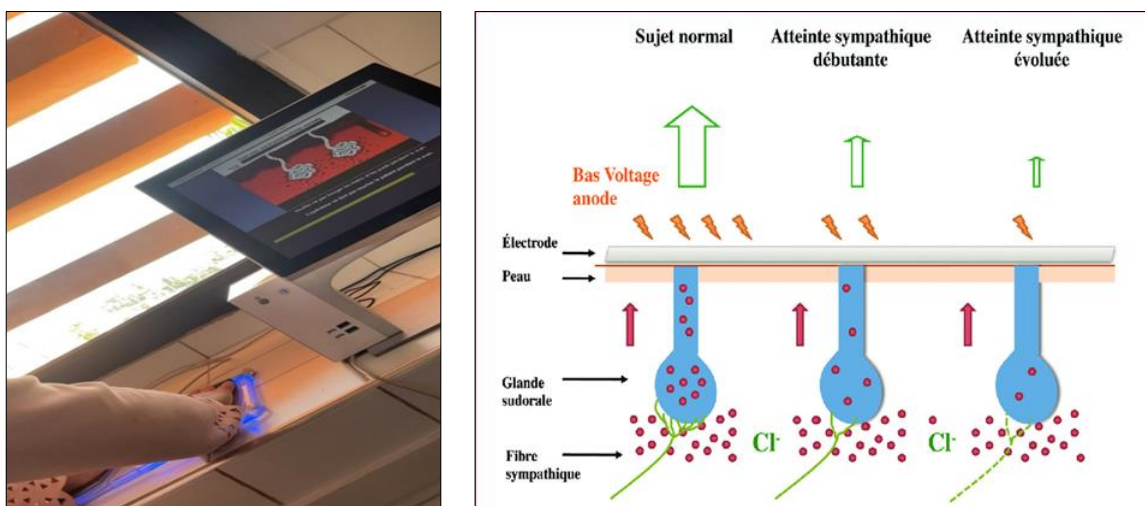 Sujet normal
Atteinte sympathique
débutante
Atteinte sympathique
évoluée
Bas Voltage
anode
Électrode
Peau
Glande
sudorale
Cl-
Cl-
Fibre
sympathique